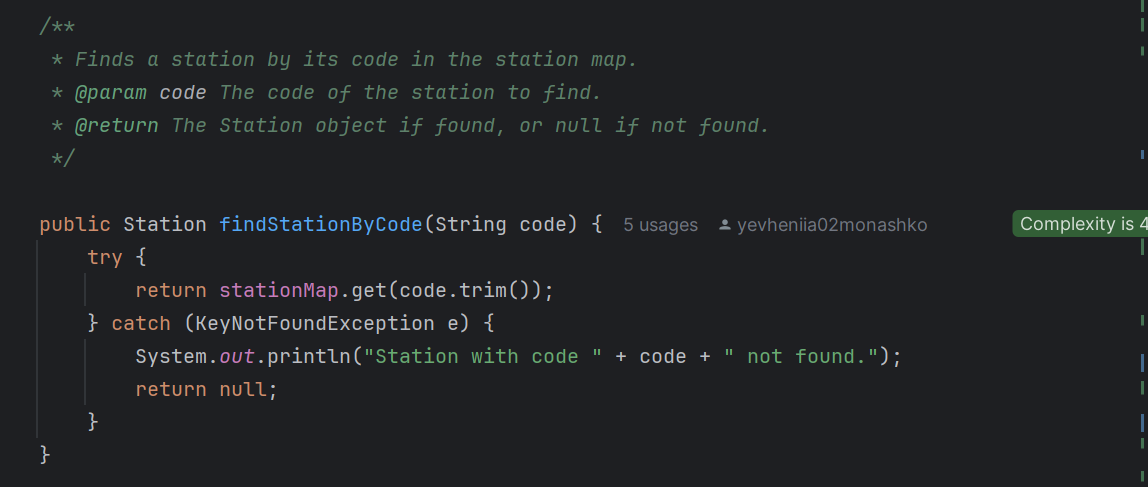 /**
* Finds a station by its code in the station map.
* @param code The code of the station to find.
* @return The Station object if found, or null if not found.
*/
public Station findStationByCode(String code) { 5 usages yevheniia02monashko Complexity is 4
try {
return stationMap.get(code.trim());
} catch (KeyNotFoundException e) {
System.out.println("Station with code " + code + " not found.");
return null;
}
}